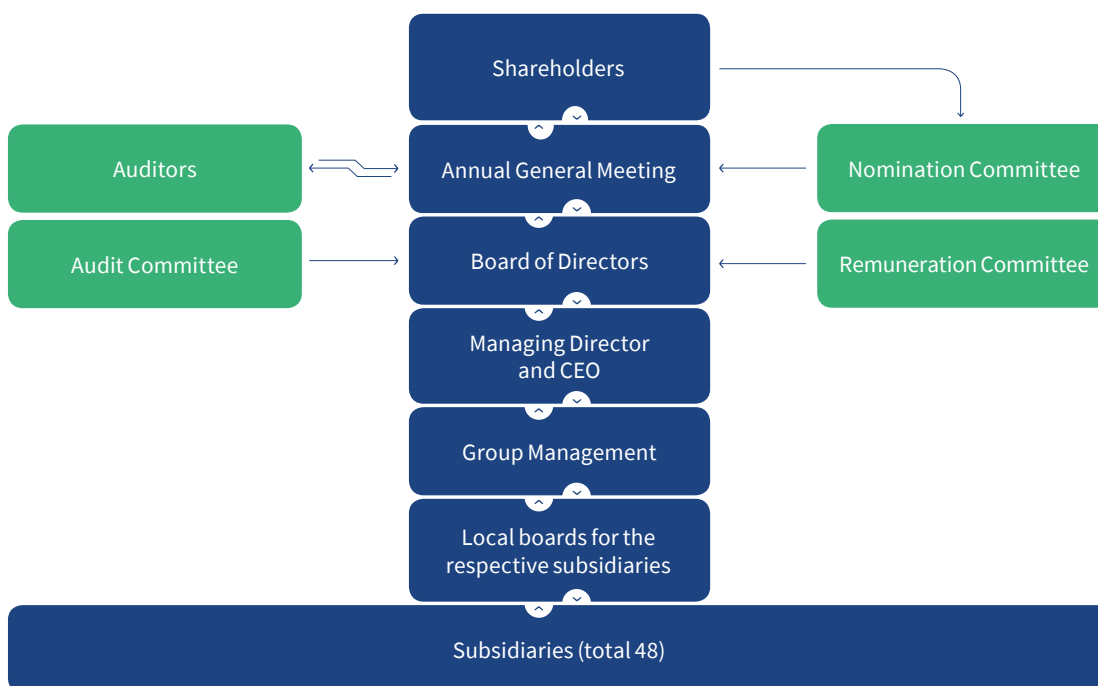 Shareholders
Auditors
Annual General Meeting
Nomination Committee
Audit Committee
Board of Directors
Remuneration Committee
Managing Director
and CEO
Group Management
Local boards for the
respective subsidiaries
Subsidiaries (total 48)